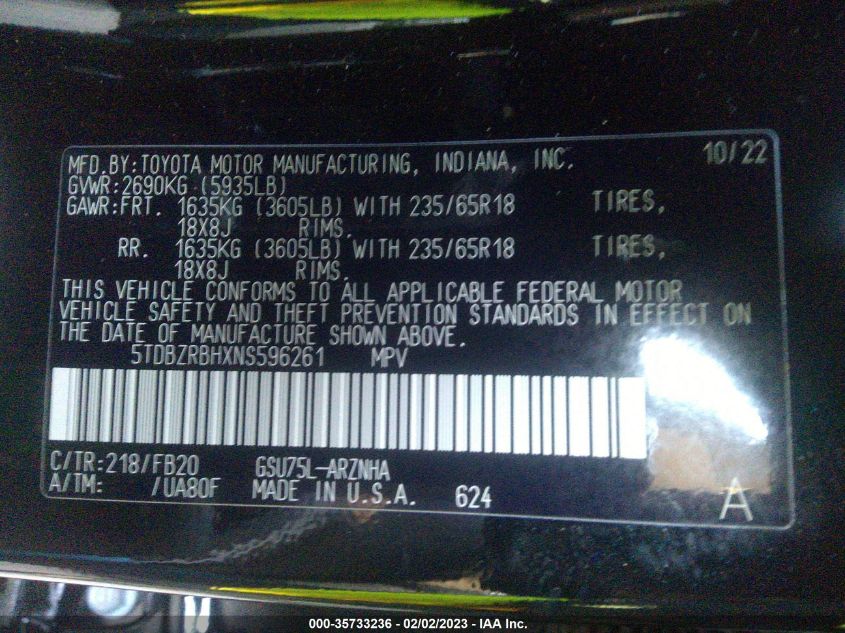 MFD.BY:TOYOTA MOTOR MANUFACTURING, INDIANA, INC. 10/22
GVWR:2690KG (5935LB)
GAWR:FRT. 1635KG (3605LB) WITH 235/65R18 TIRES,
18X8J RIMS.
RR. 1635KG (3605LB) WITH 235/65R18 TIRES,
18X8J RIMS.
THIS VEHICLE CONFORMS TO ALL APPLICABLE FEDERAL MOTOR
VEHICLE SAFETY AND THEFT PREVENTION STANDARDS IN EFFECT ON
THE DATE OF MANUFACTURE SHOWN ABOVE.
5TDBZRBHXNS596261 MPV
C/TR:218/FB20 GSU75L-ARZNHA
A/TM: /UA80F MADE IN U.S.A. 624 A
000-35733236 - 02/02/2023 - © IAA Inc.